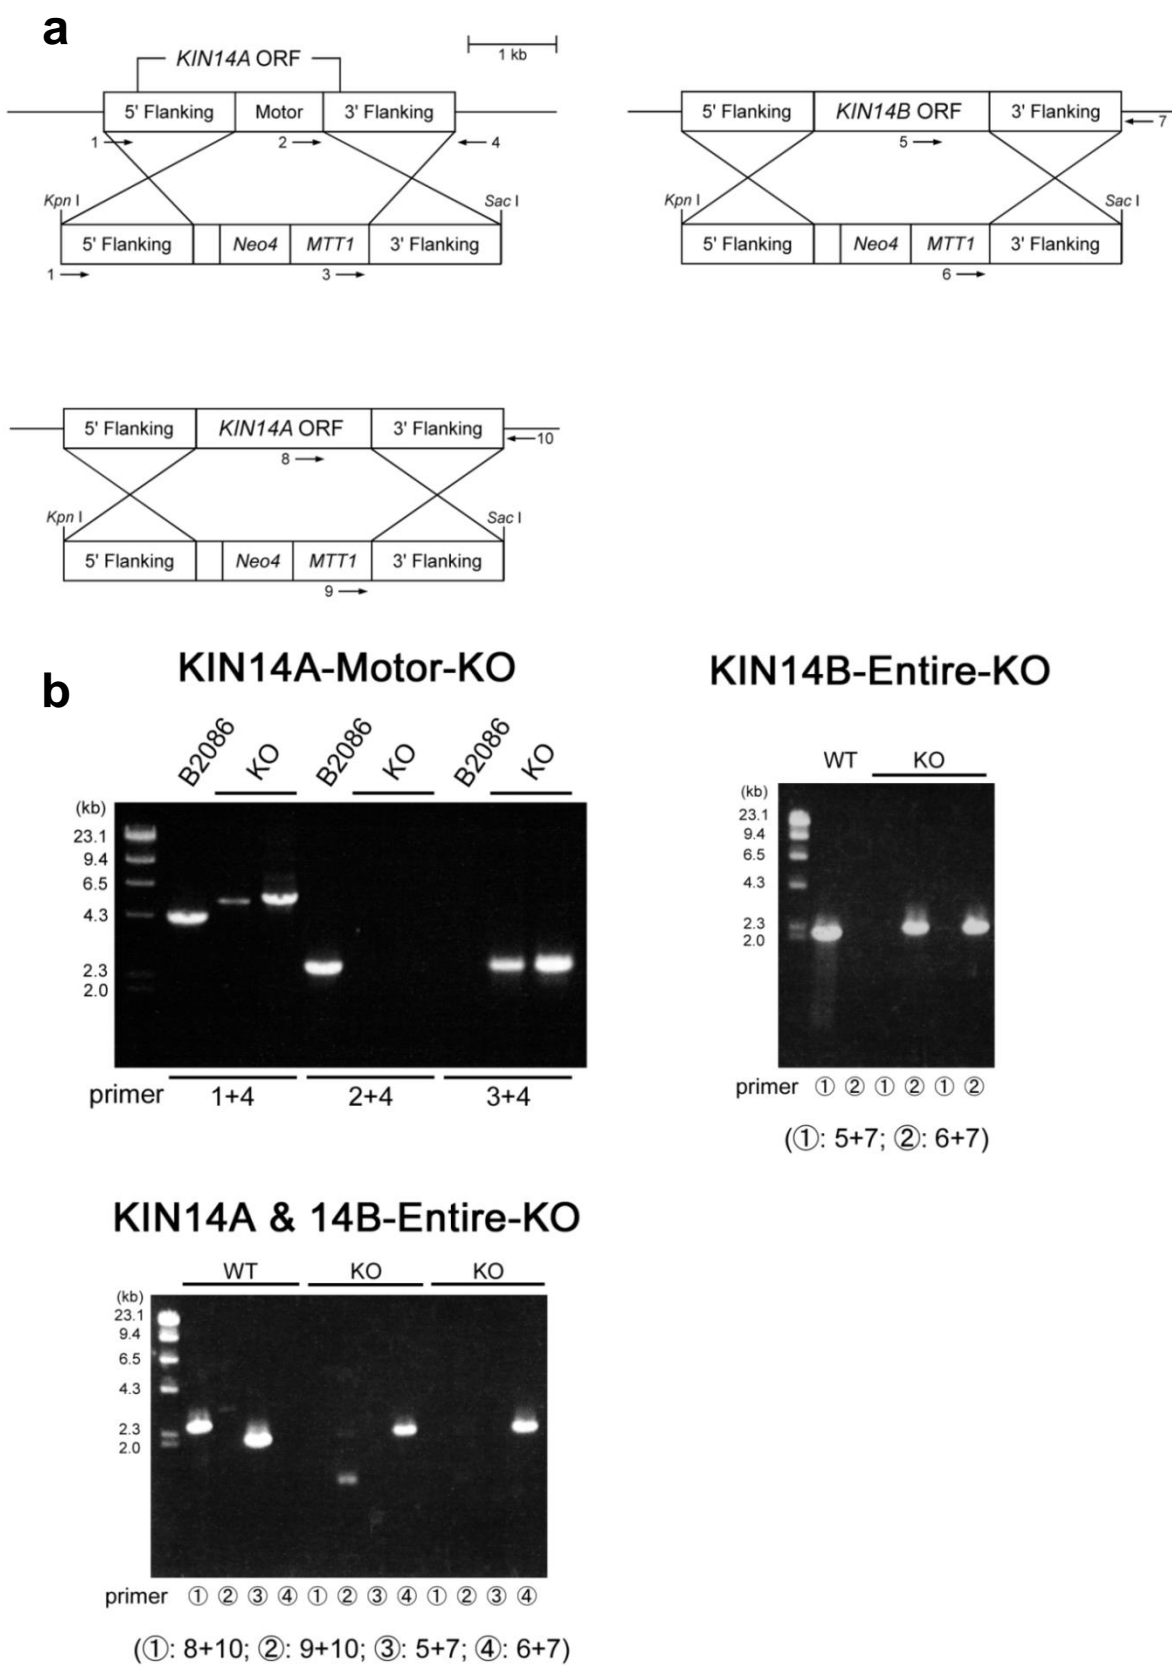 a
KIN14A ORF
1 kb
5' Flanking Motor 3' Flanking
1 2 4
Kpn I Sac I
5' Flanking Neo4 MTT1 3' Flanking
1 3
5' Flanking KIN14B ORF 3' Flanking
5 7
Kpn I Sac I
5' Flanking Neo4 MTT1 3' Flanking
6
5' Flanking KIN14A ORF 3' Flanking
8 10
Kpn I Sac I
5' Flanking Neo4 MTT1 3' Flanking
9
b
KIN14A-Motor-KO
B2086 KO B2086 KO B2086 KO
(kb)
23.1
9.4
6.5
4.3
2.3
2.0
primer 1+4 2+4 3+4
KIN14B-Entire-KO
WT KO
(kb)
23.1
9.4
6.5
4.3
2.3
2.0
primer ① ② ① ② ① ②
(①: 5+7; ②: 6+7)
KIN14A & 14B-Entire-KO
WT KO KO
(kb)
23.1
9.4
6.5
4.3
2.3
2.0
primer ① ② ③ ④ ① ② ③ ④ ① ② ③ ④
(①: 8+10; ②: 9+10; ③: 5+7; ④: 6+7)